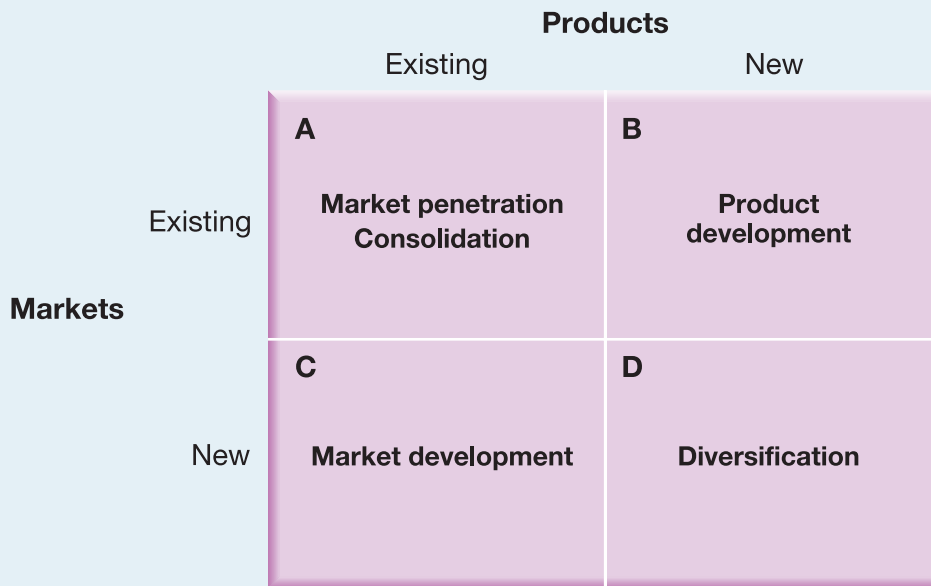 Products
Existing
New
A
B
Existing
Market penetration
Consolidation
Product
development
Markets
C
D
New
Market development
Diversification